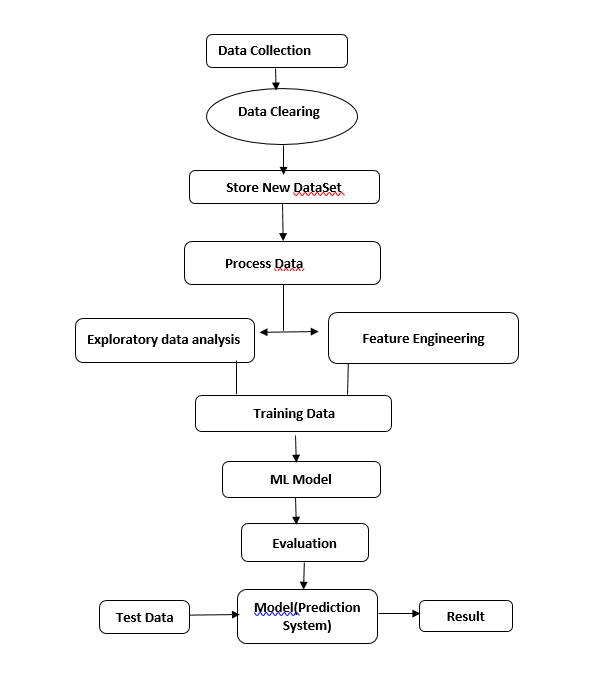 Data Collection
Data Clearing
Store New DataSet
Process Data
Exploratory data analysis
Feature Engineering
Training Data
ML Model
Evaluation
Test Data
Model(Prediction
System)
Result